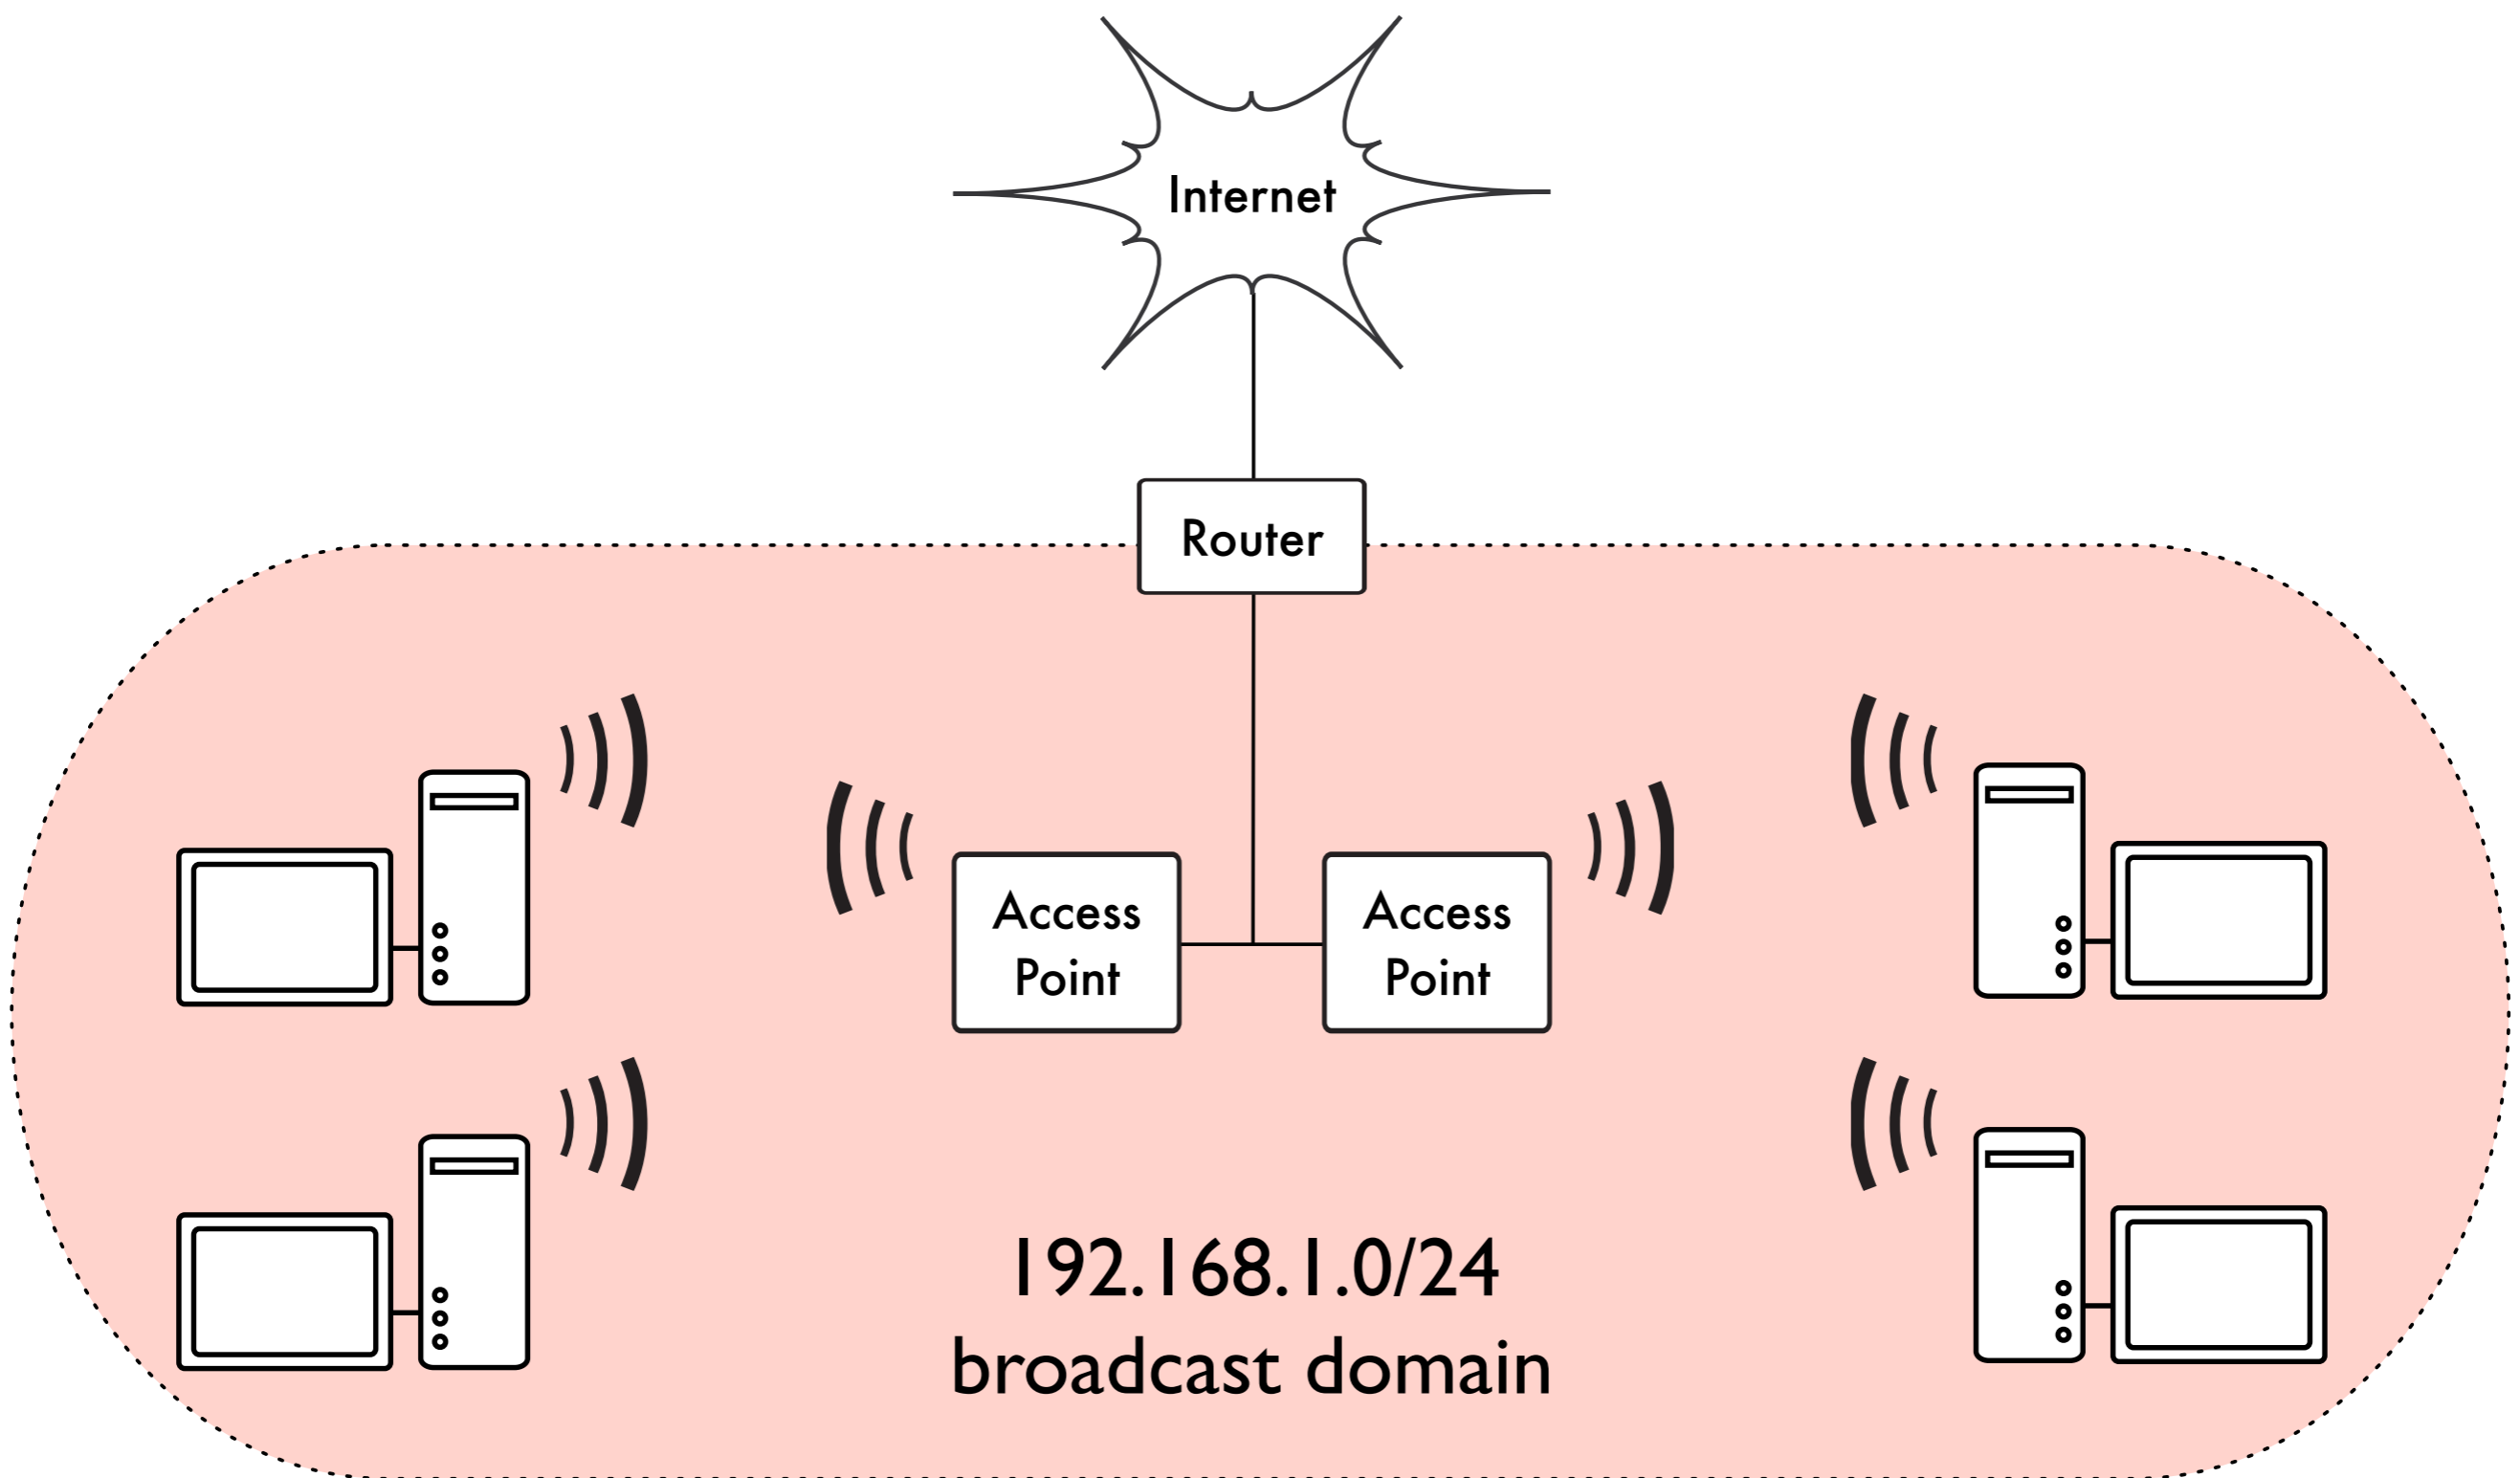 Internet
Router
Access
Point
Access
Point
192.168.1.0/24
broadcast domain